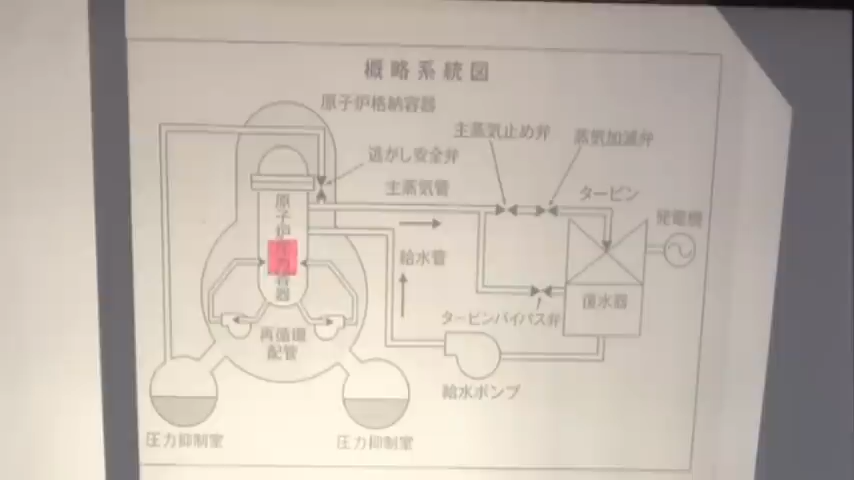 概略系統図
原子炉格納容器
主蒸気止め弁
蒸気加減弁
逃がし安全弁
主蒸気管
タービン
発電機
原子炉圧力容器
給水管
復水器
タービンバイパス弁
再循環
配管
給水ポンプ
圧力抑制室
圧力抑制室